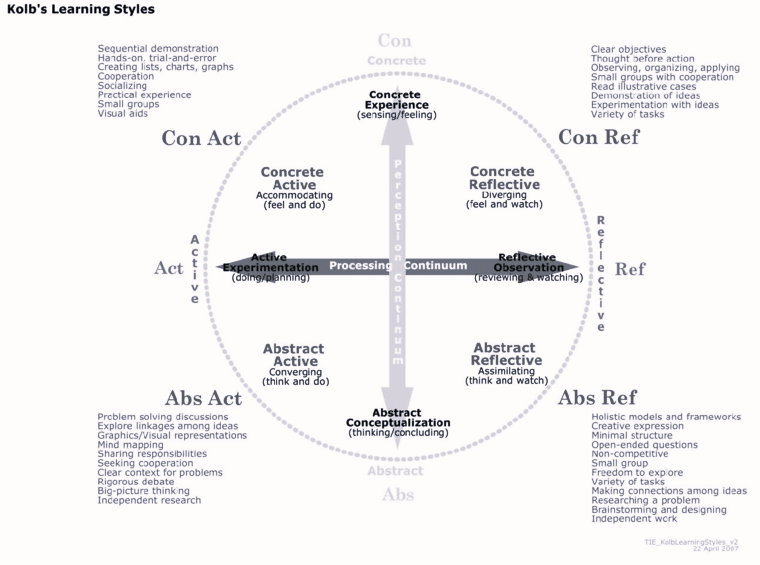 Kolb's Learning Styles
Con
Concrete
Sequential demonstration
Hands-on, trial-and-error
Creating lists, charts, graphs
Cooperation
Socializing
Practical experience
Small groups
Visual aids
Con Act
Clear objectives
Thought before action
Observing, organizing, applying
Small groups with cooperation
Read illustrative cases
Demonstration of ideas
Experimentation with ideas
Variety of tasks
Con Ref
Concrete
Experience
(sensing/feeling)
Concrete
Active
Accommodating
(feel and do)
Perception Continuum
Concrete
Reflective
Diverging
(feel and watch)
Act
Active
Active
Experimentation
(doing/planning)
Processing Continuum
Reflective
Observation
(reviewing & watching)
Reflective
Ref
Abstract
Active
Converging
(think and do)
Abstract
Reflective
Assimilating
(think and watch)
Abstract
Conceptualization
(thinking/concluding)
Abs Act
Problem solving discussions
Explore linkages among ideas
Graphics/Visual representations
Mind mapping
Sharing responsibilities
Seeking cooperation
Clear context for problems
Rigorous debate
Big-picture thinking
Independent research
Abs Ref
Holistic models and frameworks
Creative expression
Minimal structure
Open-ended questions
Non-competitive
Small group
Freedom to explore
Variety of tasks
Making connections among ideas
Researching a problem
Brainstorming and designing
Independent work
Abstract
Abs
TIE_KolbLearningStyles_v2
22 April 2007